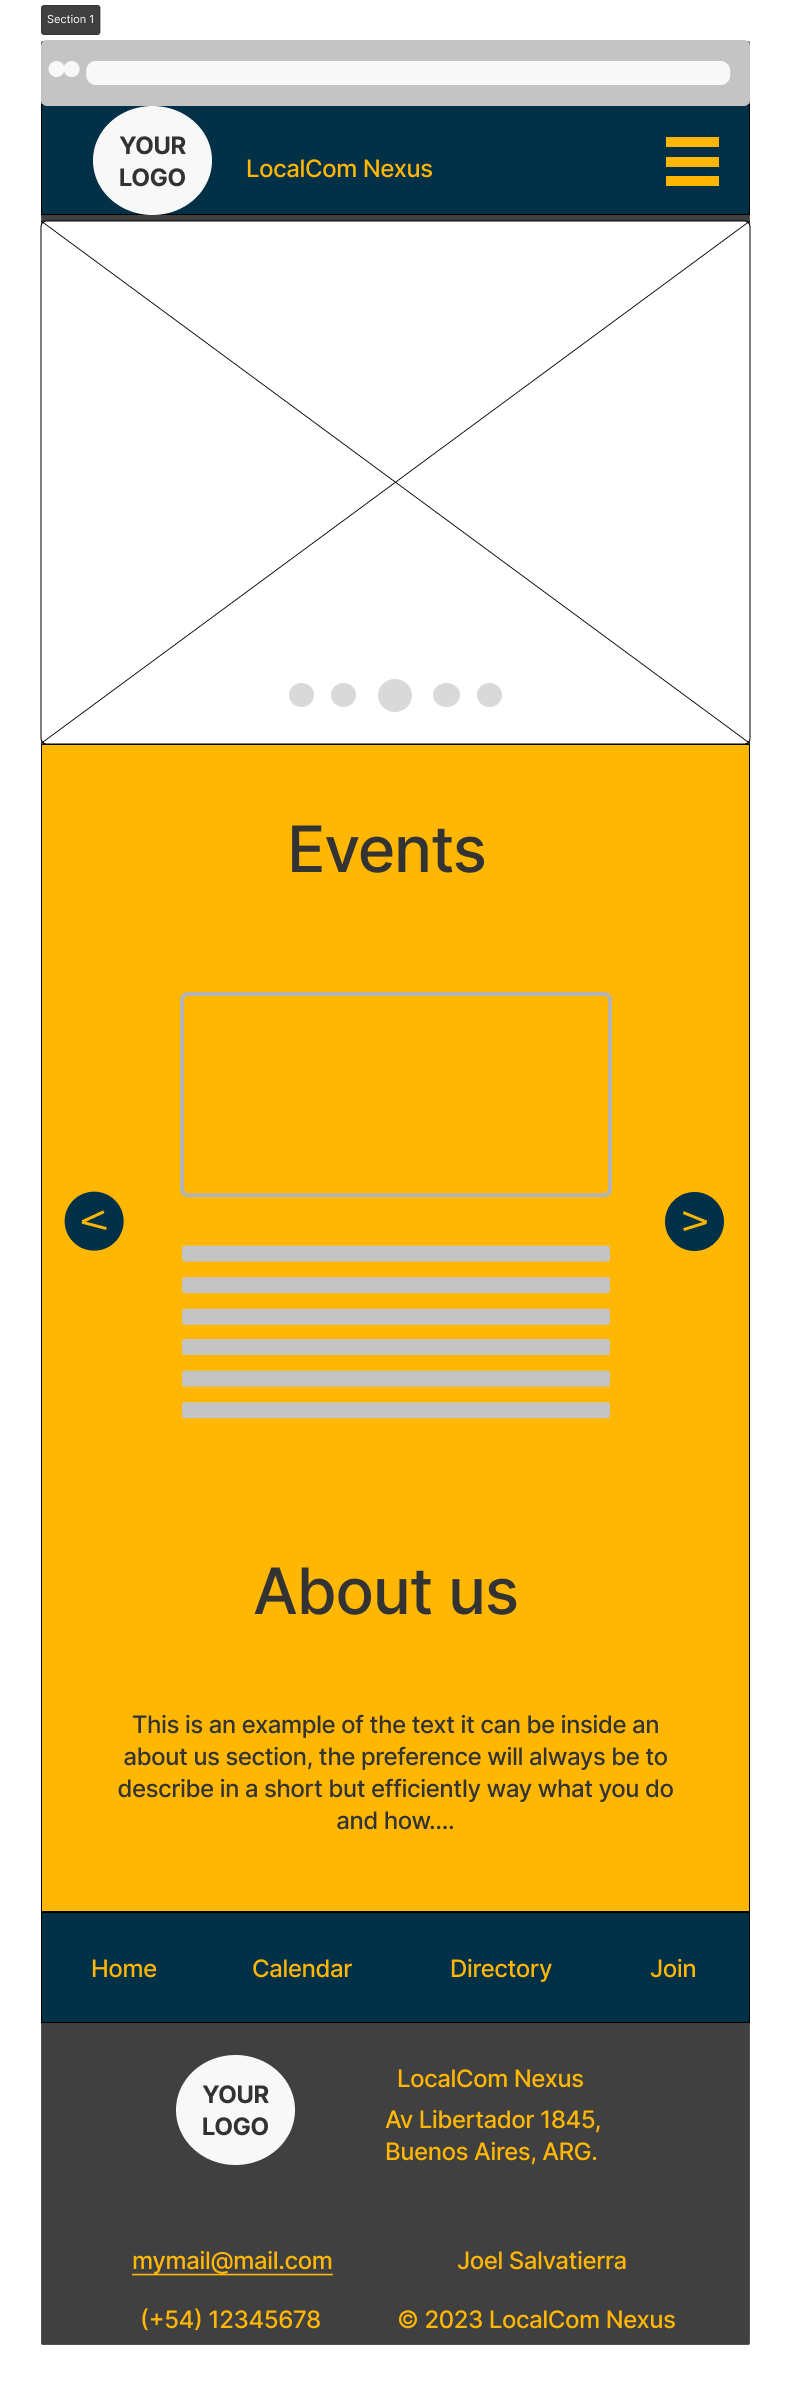 Section 1
YOUR
LOGO
LocalCom Nexus
Events
<
>
About us
This is an example of the text it can be inside an
about us section, the preference will always be to
describe in a short but efficiently way what you do
and how....
Home Calendar Directory Join
YOUR
LOGO
LocalCom Nexus
Av Libertador 1845,
Buenos Aires, ARG.
mymail@mail.com
Joel Salvatierra
(+54) 12345678
© 2023 LocalCom Nexus